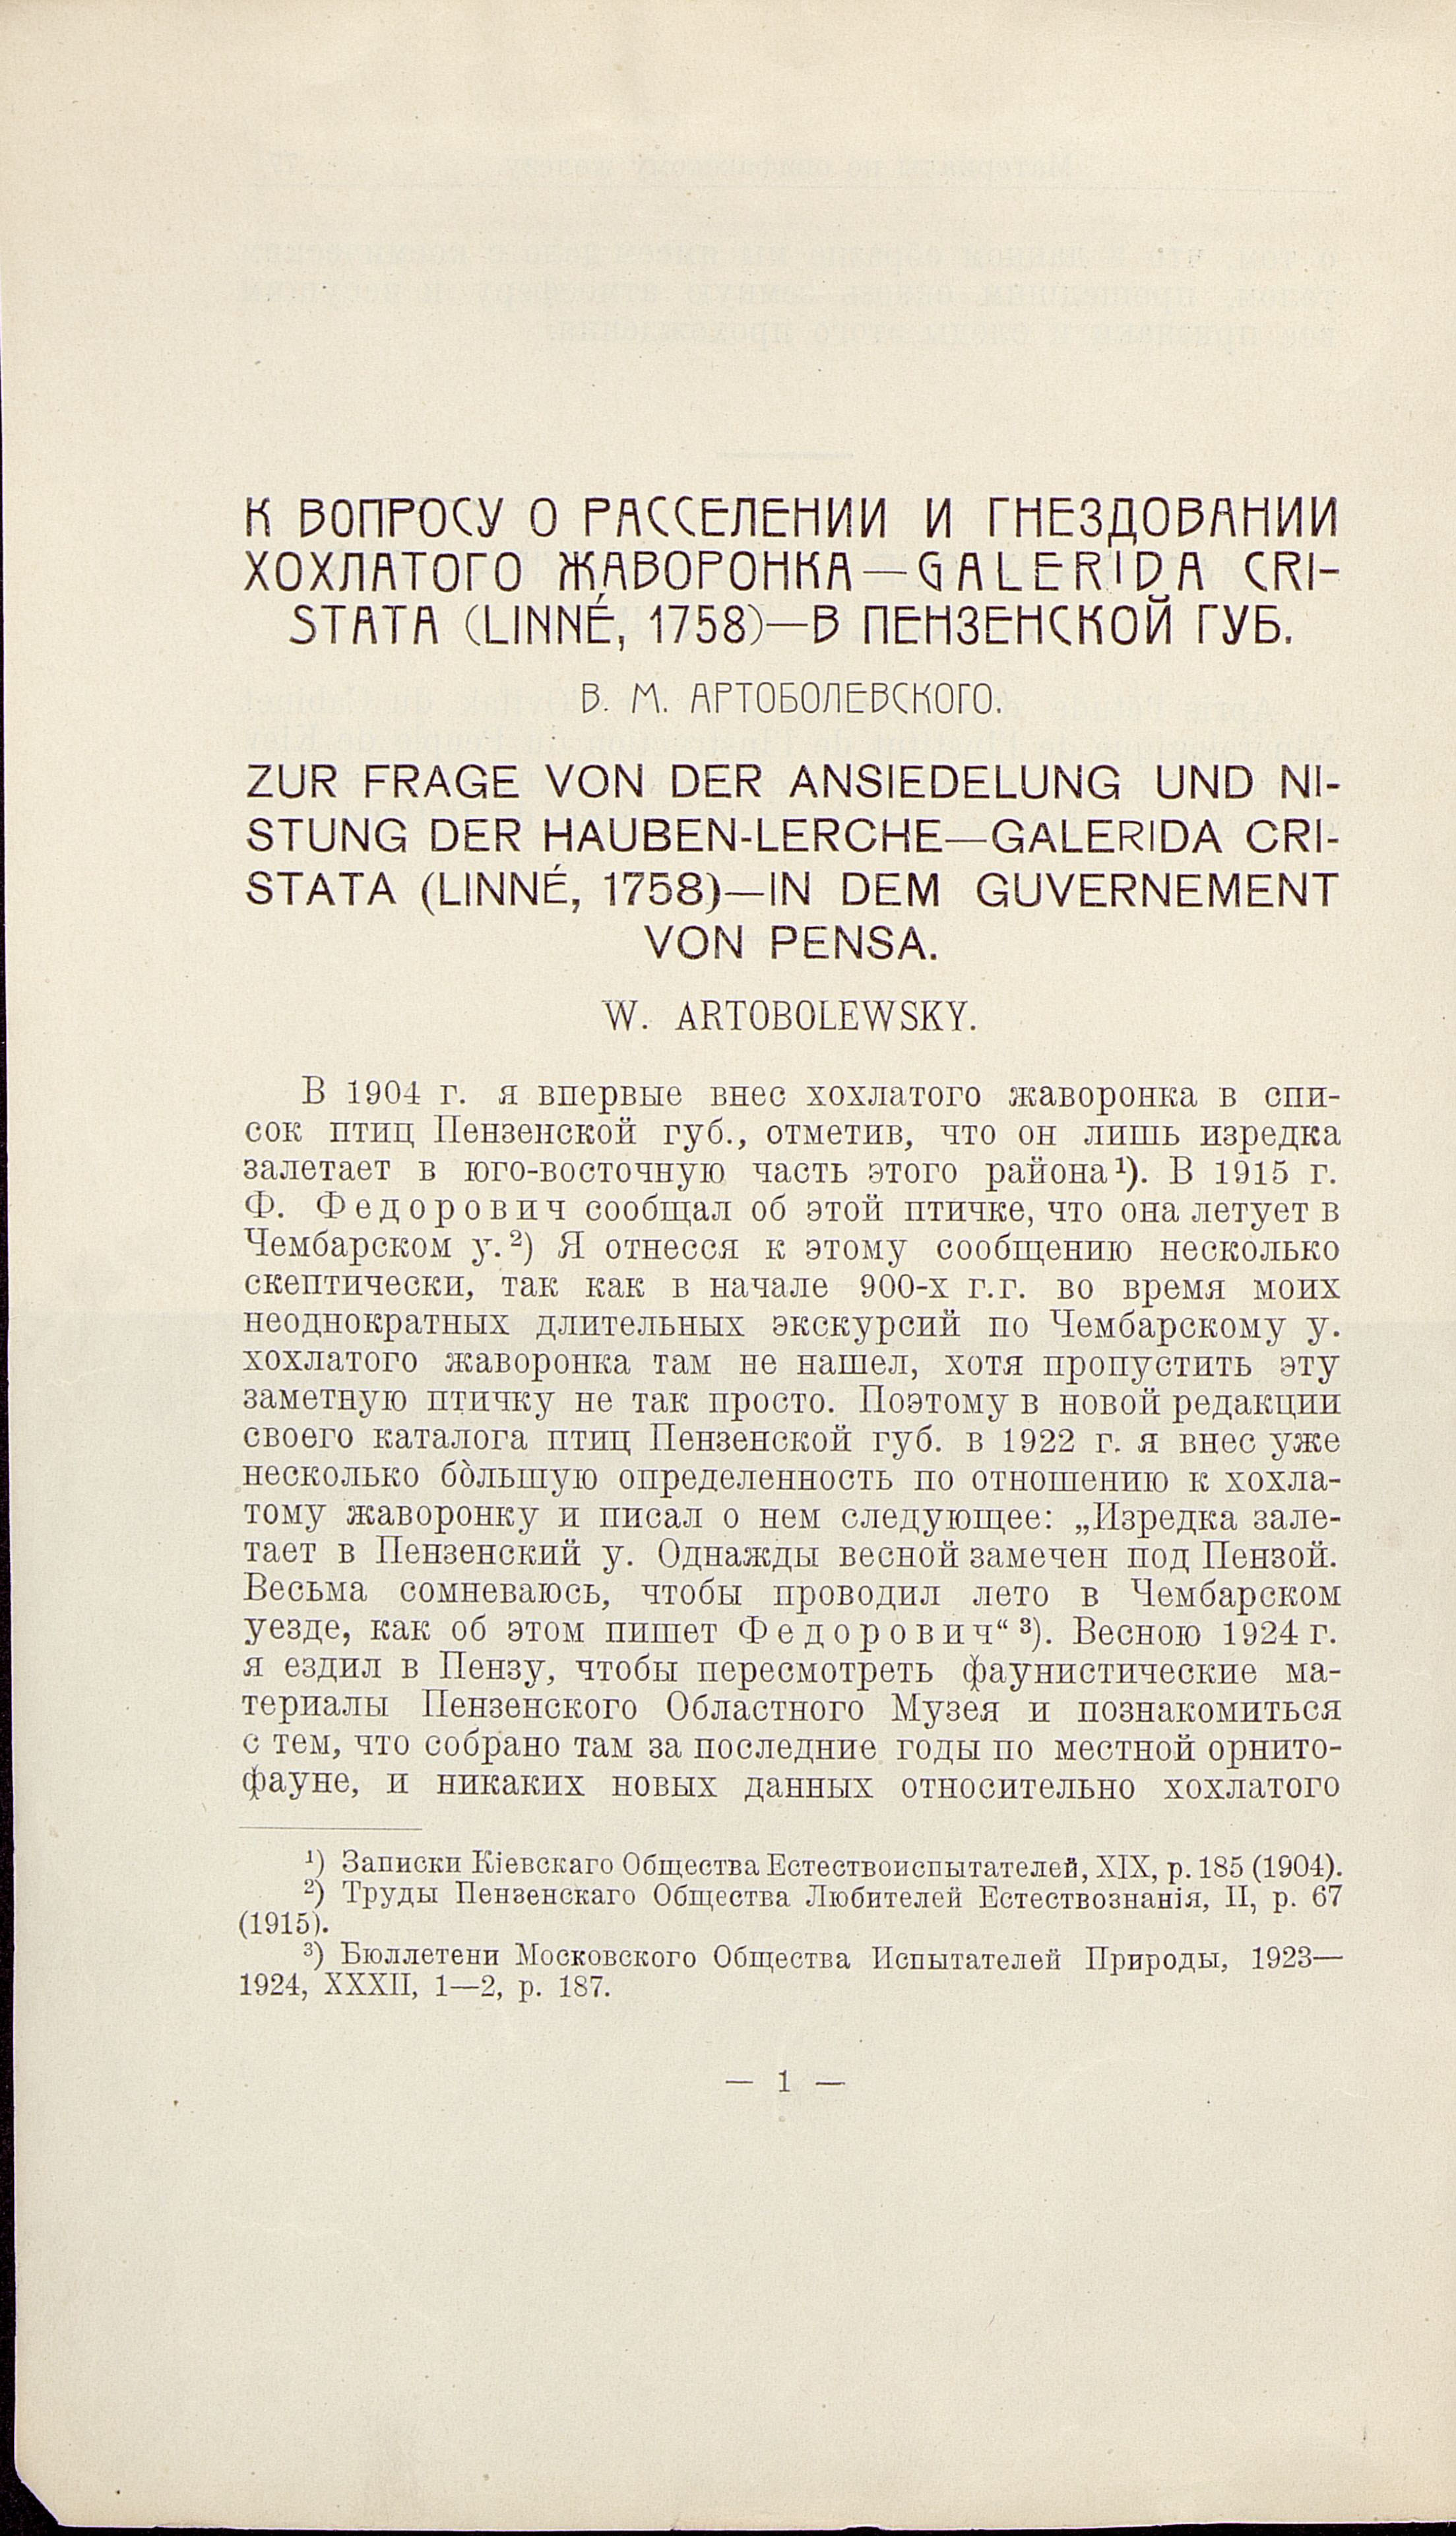 К ВОПРОСУ О РАССЕЛЕНИИ И ГНЕЗДОВАНИИ
ХОХЛАТОГО ЖАВОРОНКА—GALERIDA CRI-
STATA (LINNÉ, 1758)—В ПЕНЗЕНСКОЙ ГУБ.
В. М. АРТОБОЛЕВСКОГО.
ZUR FRAGE VON DER ANSIEDELUNG UND NI-
STUNG DER HAUBEN-LERCHE—GALERIDA CRI-
STATA (LINNÉ, 1758)—IN DEM GUVERNEMENT
VON PENSA.
W. ARTOBOLEWSKY.
В 1904 г. я впервые внес хохлатого жаворонка в спи-
сок птиц Пензенской губ., отметив, что он лишь изредка
залетает в юго-восточную часть этого района¹). В 1915 г.
Ф. Федорович сообщал об этой птичке, что она летует в
Чембарском у.²) Я отнесся к этому сообщению несколько
скептически, так как в начале 900-х г.г. во время моих
неоднократных длительных экскурсий по Чембарскому у.
хохлатого жаворонка там не нашел, хотя пропустить эту
заметную птичку не так просто. Поэтому в новой редакции
своего каталога птиц Пензенской губ. в 1922 г. я внес уже
несколько бо̀льшую определенность по отношению к хохла-
тому жаворонку и писал о нем следующее: „Изредка зале-
тает в Пензенский у. Однажды весной замечен под Пензой.
Весьма сомневаюсь, чтобы проводил лето в Чембарском
уезде, как об этом пишет Федорович“ ³). Весною 1924 г.
я ездил в Пензу, чтобы пересмотреть фаунистические ма-
териалы Пензенского Областного Музея и познакомиться
с тем, что собрано там за последние годы по местной орнито-
фауне, и никаких новых данных относительно хохлатого
¹) Записки Кіевскаго Общества Естествоиспытателей, XIX, p. 185 (1904).
²) Труды Пензенскаго Общества Любителей Естествознанія, II, p. 67
(1915).
³) Бюллетени Московского Общества Испытателей Природы, 1923—
1924, XXXII, 1—2, p. 187.
— 1 —